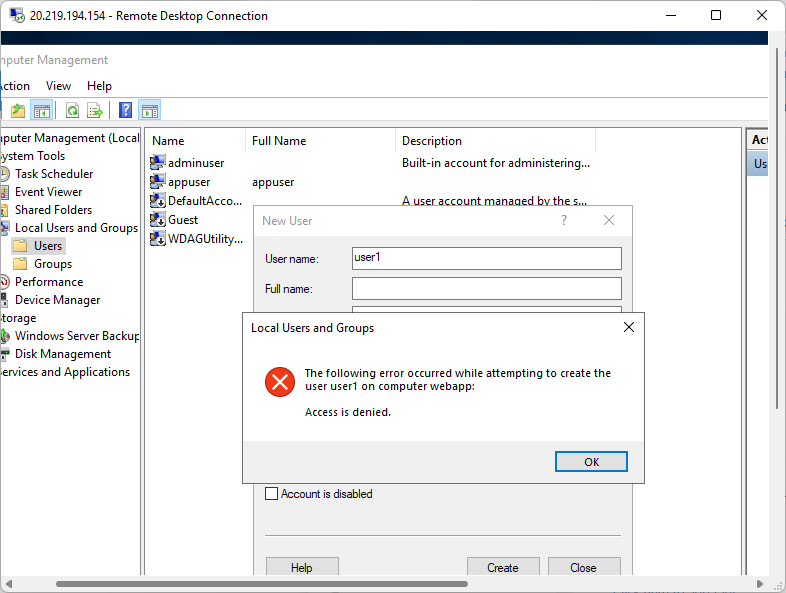 20.219.194.154 - Remote Desktop Connection
mputer Management
Action View Help
mputer Management (Local
ystem Tools
Task Scheduler
Event Viewer
Shared Folders
Local Users and Groups
Users
Groups
Performance
Device Manager
torage
Windows Server Backup
Disk Management
ervices and Applications
Name Full Name Description
adminuser Built-in account for administering...
appuser appuser
DefaultAcco... A user account managed by the s...
Guest
WDAGUtility...
Act
Us
New User
User name: user1
Full name:
Local Users and Groups
The following error occurred while attempting to create the
user user1 on computer webapp:
Access is denied.
OK
Account is disabled
Help Create Close